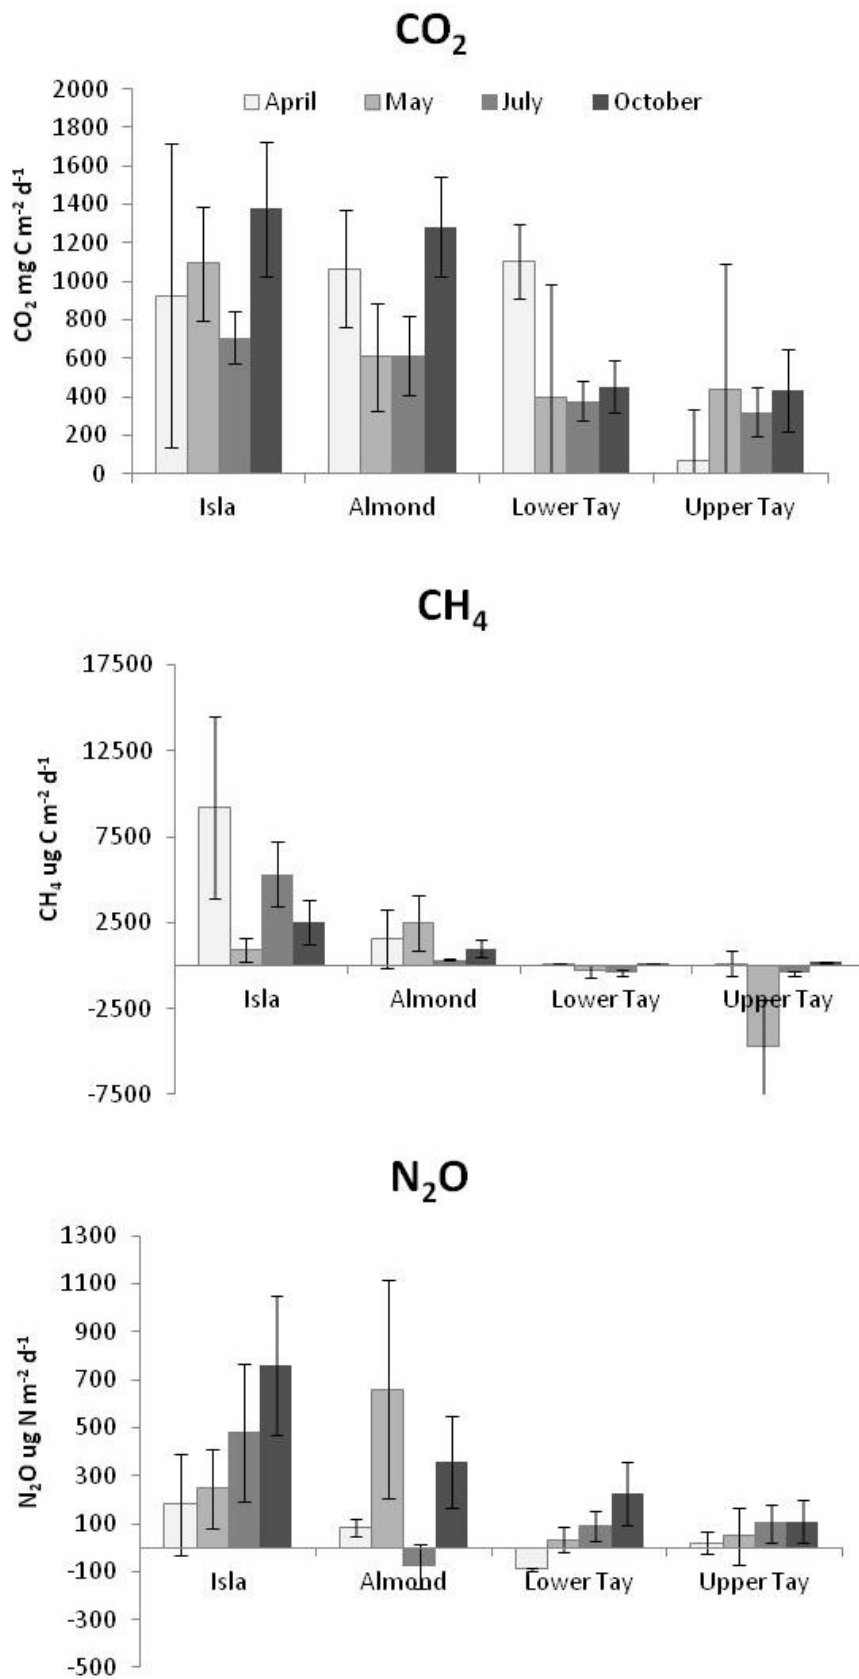 CO₂
2000
April May July October
1800
1600
1400
1200
1000
800
600
400
200
0
CO₂ mg C m⁻² d⁻¹
Isla Almond Lower Tay Upper Tay
CH₄
17500
12500
7500
2500
-2500
-7500
CH₄ ug C m⁻² d⁻¹
Isla Almond Lower Tay Upper Tay
N₂O
1300
1100
900
700
500
300
100
-100
-300
-500
N₂O ug N m⁻² d⁻¹
Isla Almond Lower Tay Upper Tay